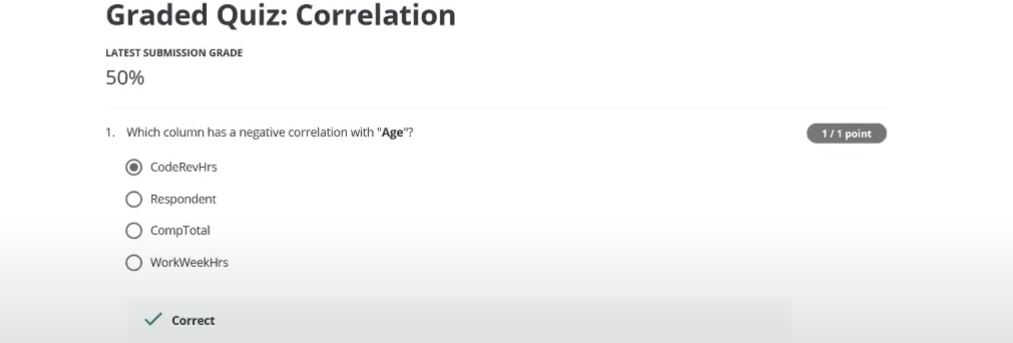 Graded Quiz: Correlation
LATEST SUBMISSION GRADE
50%
1. Which column has a negative correlation with "Age"?
1 / 1 point
CodeRevHrs
Respondent
CompTotal
WorkWeekHrs
Correct